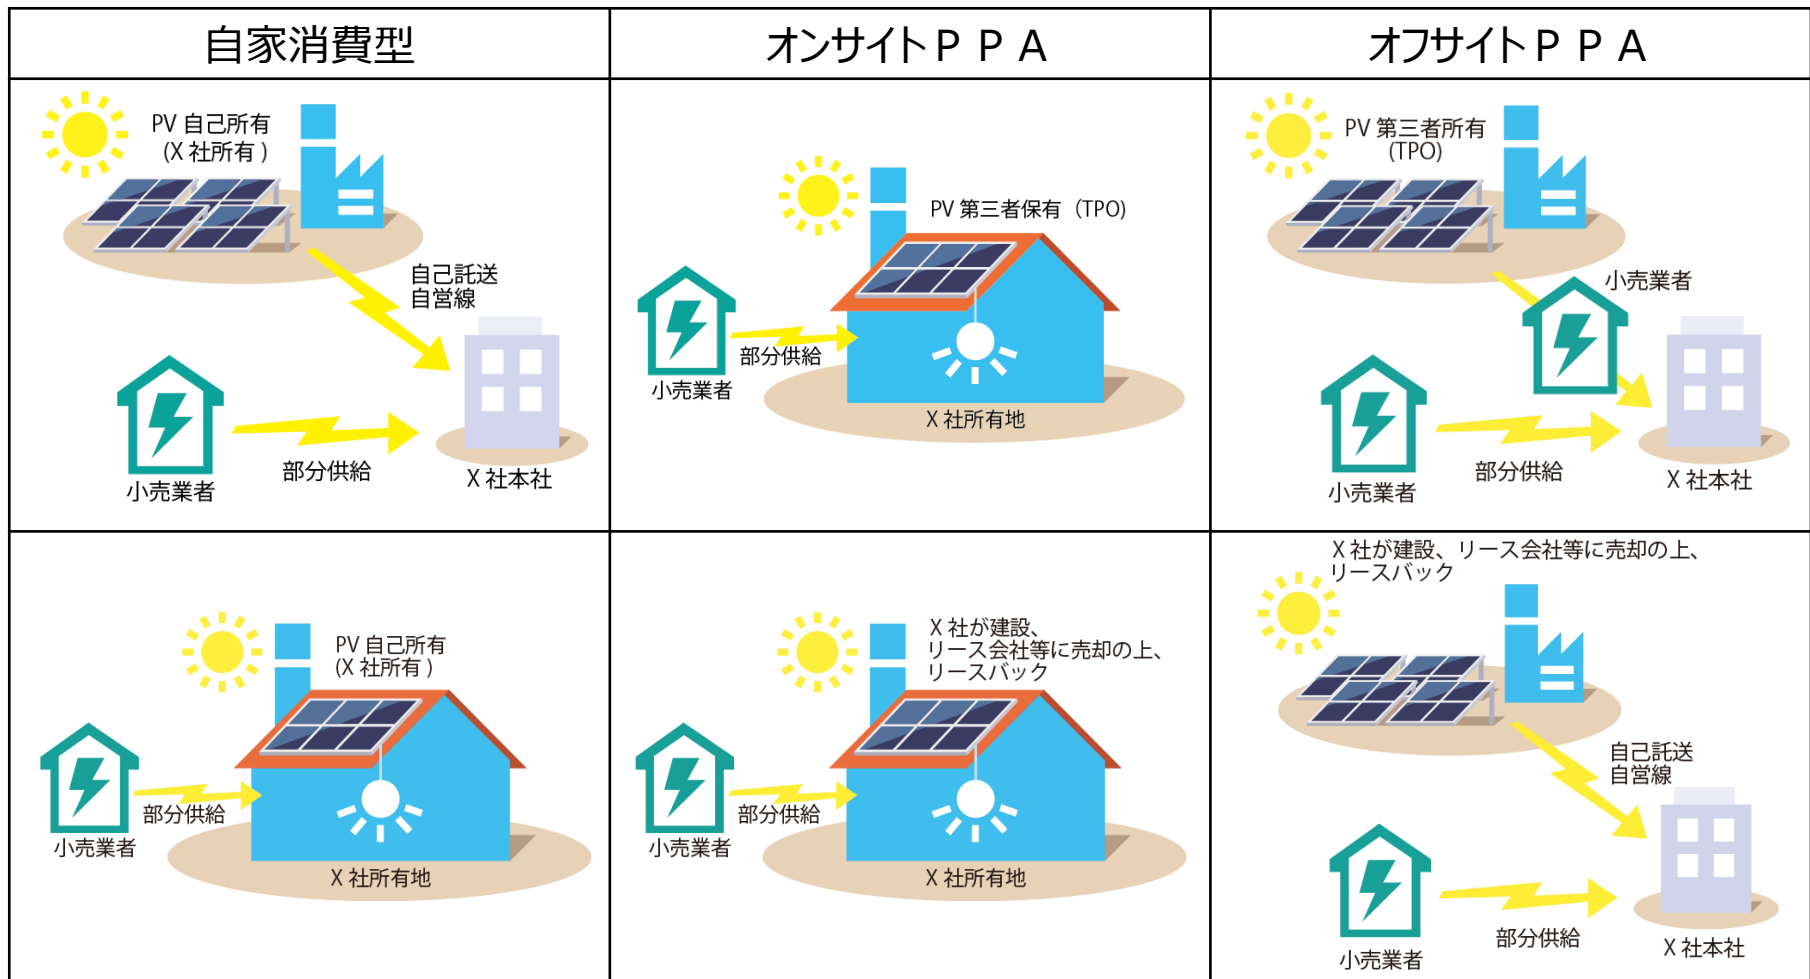 自家消費型
オンサイトＰＰＡ
オフサイトＰＰＡ
PV 自己所有
(X 社所有 )
自己託送
自営線
小売業者
部分供給
X 社本社
PV 第三者保有（TPO)
小売業者
部分供給
X 社所有地
PV 第三者所有
(TPO)
小売業者
小売業者
部分供給
X 社本社
PV 自己所有
(X 社所有 )
小売業者
部分供給
X 社所有地
X 社が建設、
リース会社等に売却の上、
リースバック
小売業者
部分供給
X 社所有地
X 社が建設、リース会社等に売却の上、
リースバック
自己託送
自営線
小売業者
部分供給
X 社本社